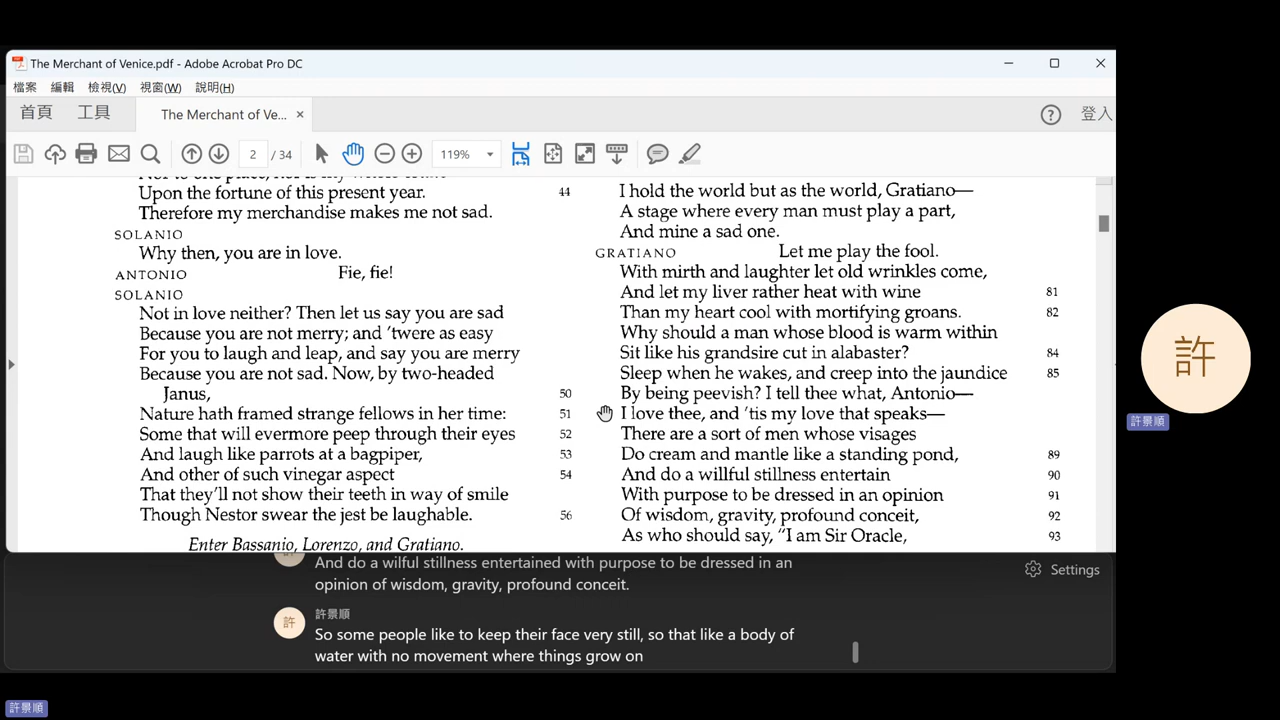 The Merchant of Venice.pdf - Adobe Acrobat Pro DC
檔案 編輯 檢視(V) 視窗(W) 說明(H)
首頁 工具 The Merchant of Ve... × 登入
2 / 34 119%
Upon the fortune of this present year. 44
Therefore my merchandise makes me not sad.
SOLANIO
Why then, you are in love.
ANTONIO Fie, fie!
SOLANIO
Not in love neither? Then let us say you are sad
Because you are not merry; and 'twere as easy
For you to laugh and leap, and say you are merry
Because you are not sad. Now, by two-headed
Janus, 50
Nature hath framed strange fellows in her time: 51
Some that will evermore peep through their eyes 52
And laugh like parrots at a bagpiper, 53
And other of such vinegar aspect 54
That they'll not show their teeth in way of smile
Though Nestor swear the jest be laughable. 56
Enter Bassanio, Lorenzo, and Gratiano.
I hold the world but as the world, Gratiano—
A stage where every man must play a part,
And mine a sad one.
GRATIANO Let me play the fool.
With mirth and laughter let old wrinkles come,
And let my liver rather heat with wine 81
Than my heart cool with mortifying groans. 82
Why should a man whose blood is warm within
Sit like his grandsire cut in alabaster? 84
Sleep when he wakes, and creep into the jaundice 85
By being peevish? I tell thee what, Antonio—
I love thee, and 'tis my love that speaks—
There are a sort of men whose visages
Do cream and mantle like a standing pond, 89
And do a willful stillness entertain 90
With purpose to be dressed in an opinion 91
Of wisdom, gravity, profound conceit, 92
As who should say, "I am Sir Oracle, 93
許
許景順
And do a wilful stillness entertained with purpose to be dressed in an
opinion of wisdom, gravity, profound conceit.
Settings
許景順
許
So some people like to keep their face very still, so that like a body of
water with no movement where things grow on
許景順